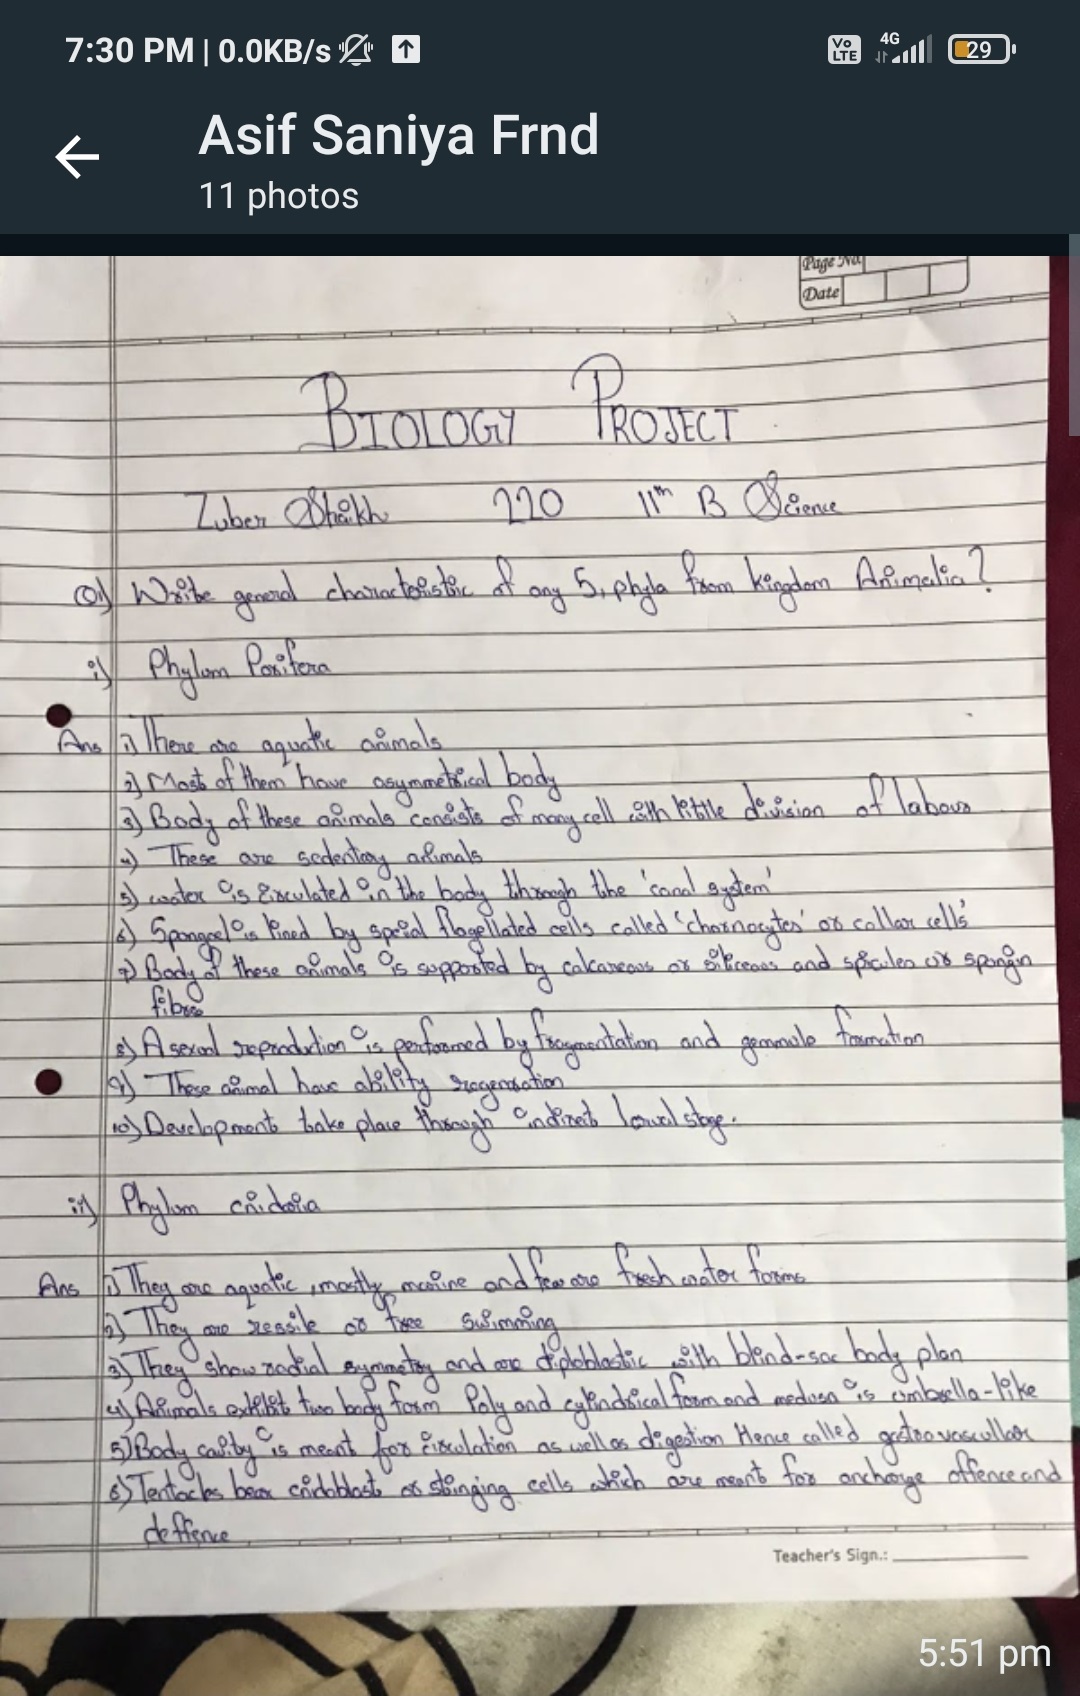 7:30 PM | 0.0KB/s
Vo LTE 4G 29
Asif Saniya Frnd
11 photos
Page No.
Date
BIOLOGY PROJECT
Zuber Shaikh 220 11th B Science
Q1) Write general characteristic of any 5, phyla from kingdom Animalia?
i) Phylum Porifera
Ans 1) There are aquatic animals
2) Most of them have asymmetrical body
3) Body of these animals consists of many cell with little division of labour
4) These are sedentary animals
5) water is circulated in the body through the 'canal system'
6) Spongeel is lined by special flagellated cells called 'choanocytes' or collar cells'
7) Body of these animals is supported by calcareous or siliceous and spicules or spongin
fibres
8) Asexual reproduction is performed by fragmentation and gemmule formation
9) These animal have ability regeneration
10) Development take place through indirect larval stage.
ii) Phylum cnidaria
Ans 1) They are aquatic, mostly marine and few are fresh water forms
2) They are sessile or free swimming
3) They show radial symmetry and are diploblastic with blind-sac body plan
4) Animals exhibit two body form Poly and cylindrical form and medusa is umbrella-like
5) Body cavity is meant for circulation as well as digestion Hence called gastrovascullar
6) Tentacles bear cnidoblast or stinging cells which are meant for anchorge offence and
deffence
Teacher's Sign.:
5:51 pm